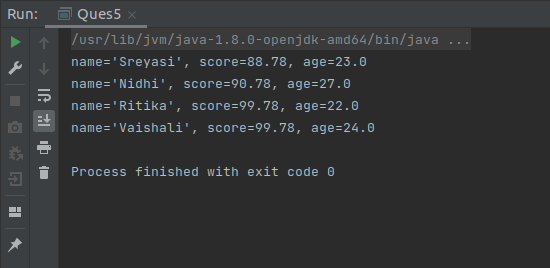 Run: Ques5
/usr/lib/jvm/java-1.8.0-openjdk-amd64/bin/java ...
name='Sreyasi', score=88.78, age=23.0
name='Nidhi', score=90.78, age=27.0
name='Ritika', score=99.78, age=22.0
name='Vaishali', score=99.78, age=24.0
Process finished with exit code 0